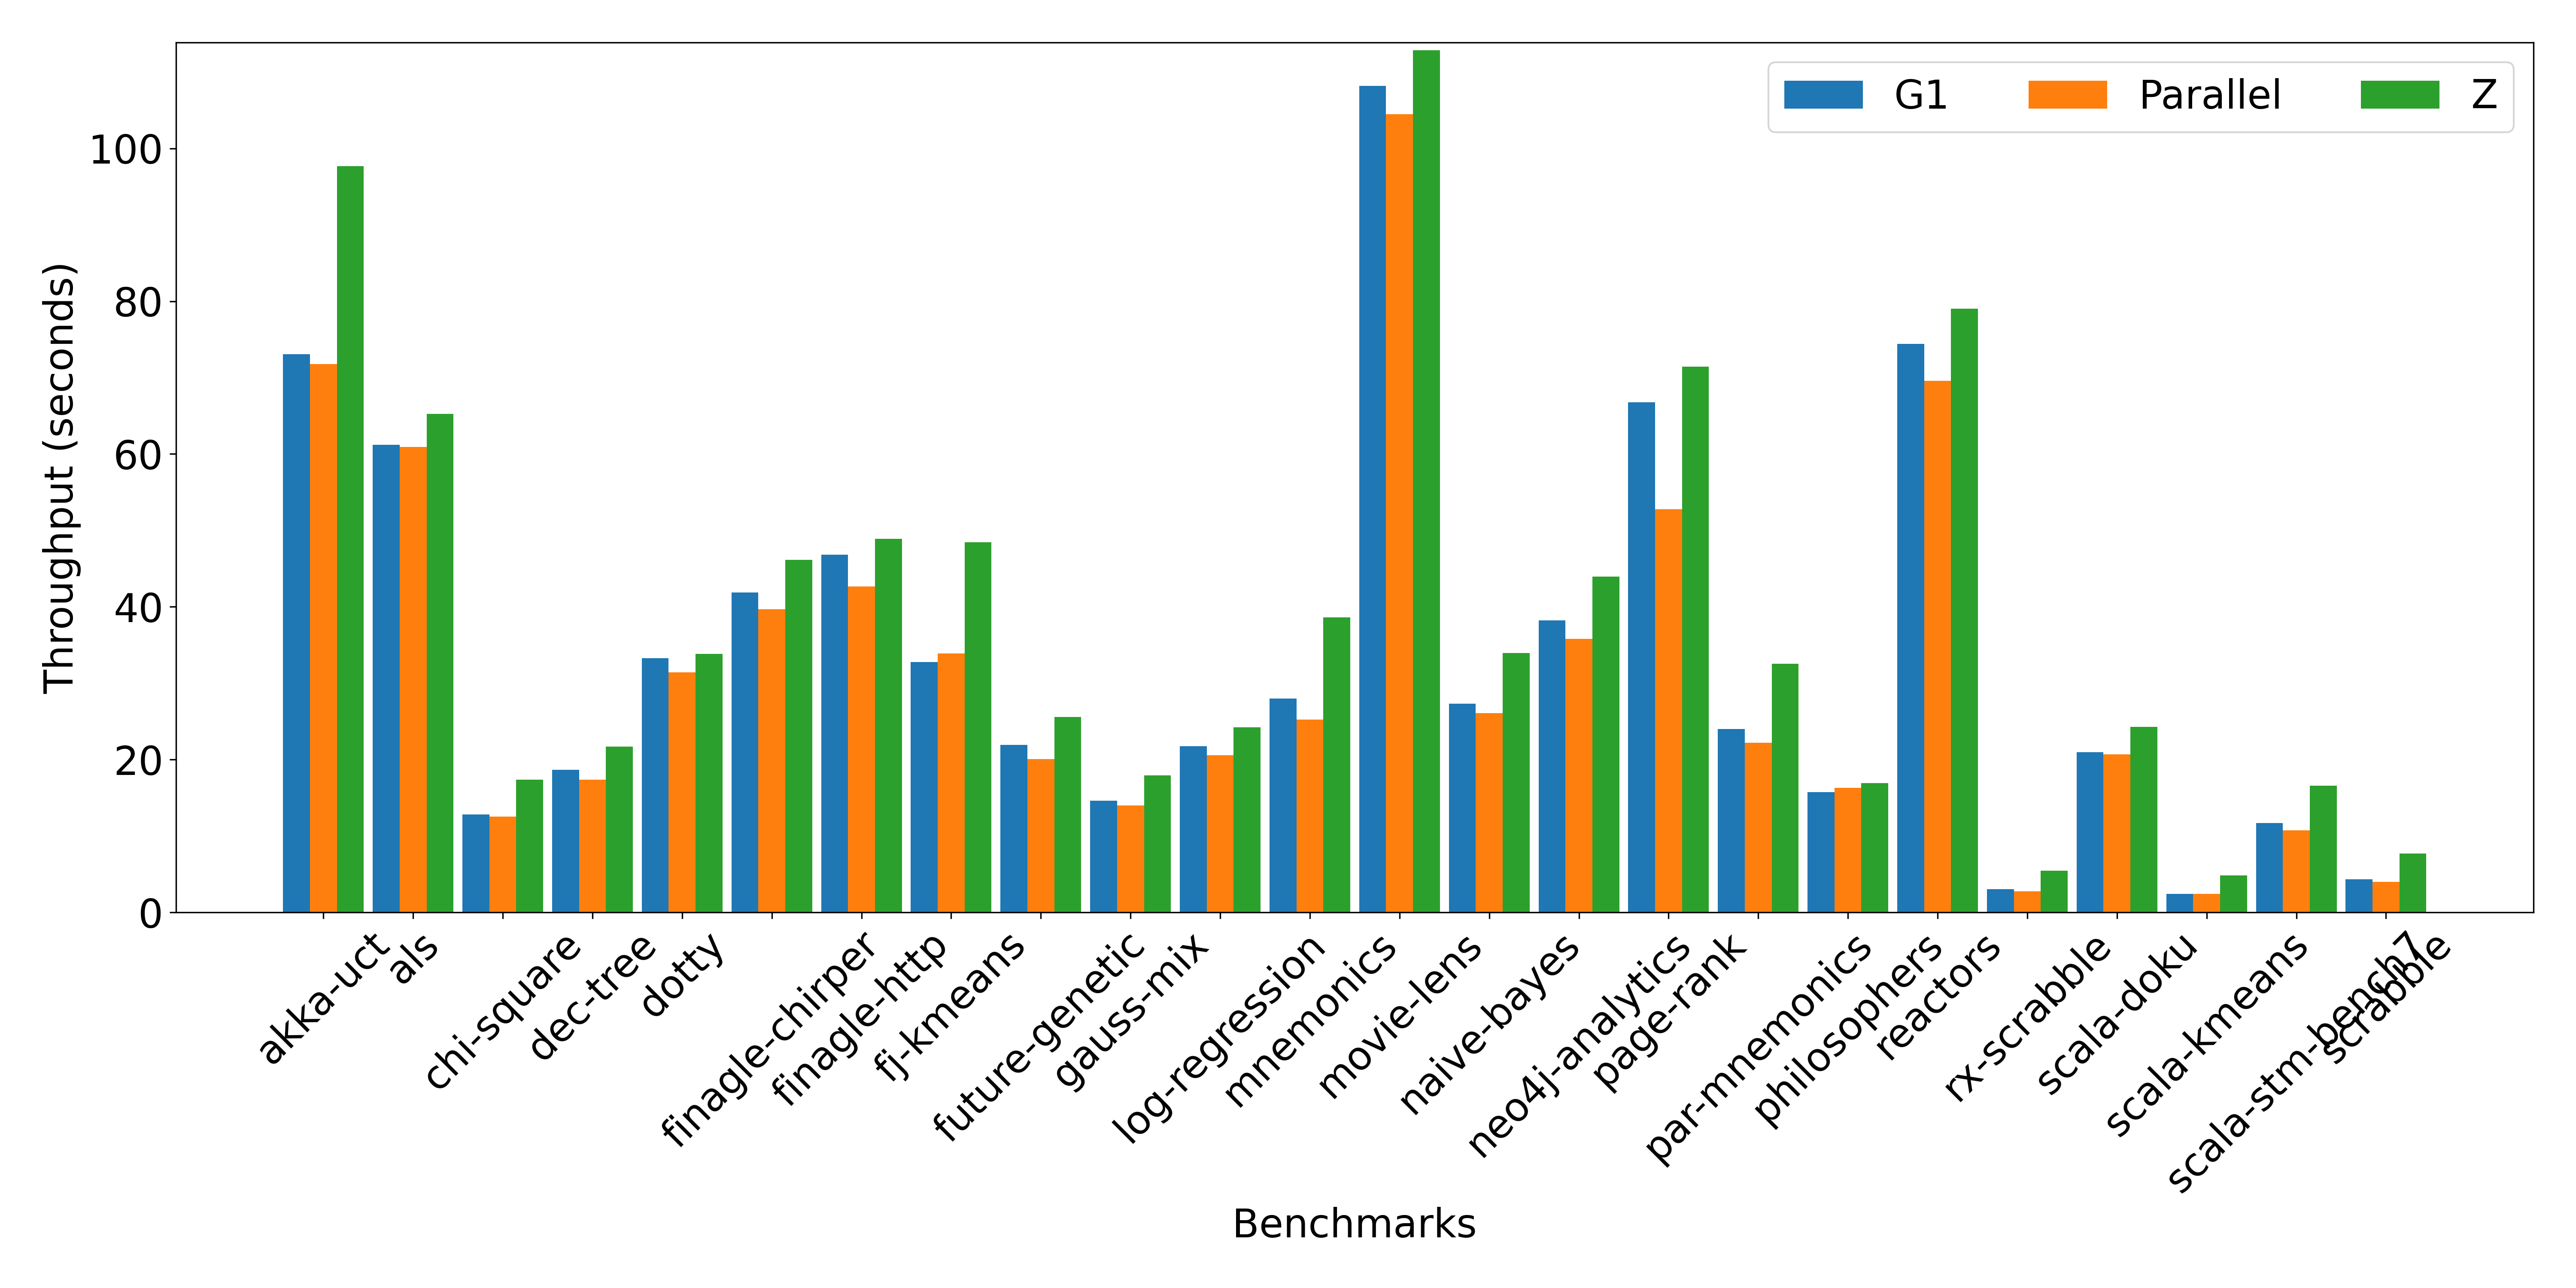 G1 Parallel Z
Throughput (seconds)
100
80
60
40
20
0
akka-uct
als
chi-square
dec-tree
dotty
finagle-chirper
finagle-http
fj-kmeans
future-genetic
gauss-mix
log-regression
mnemonics
movie-lens
naive-bayes
neo4j-analytics
page-rank
par-mnemonics
philosophers
reactors
rx-scrabble
scala-doku
scala-kmeans
scala-stm-bench7
scrabble
Benchmarks